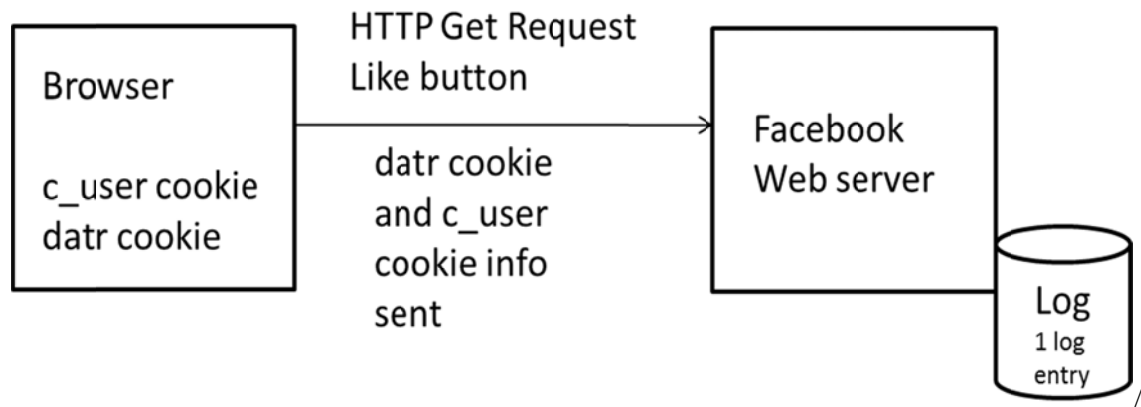 HTTP Get Request
Like button
Browser
c_user cookie
datr cookie
datr cookie
and c_user
cookie info
sent
Facebook
Web server
Log
1 log
entry